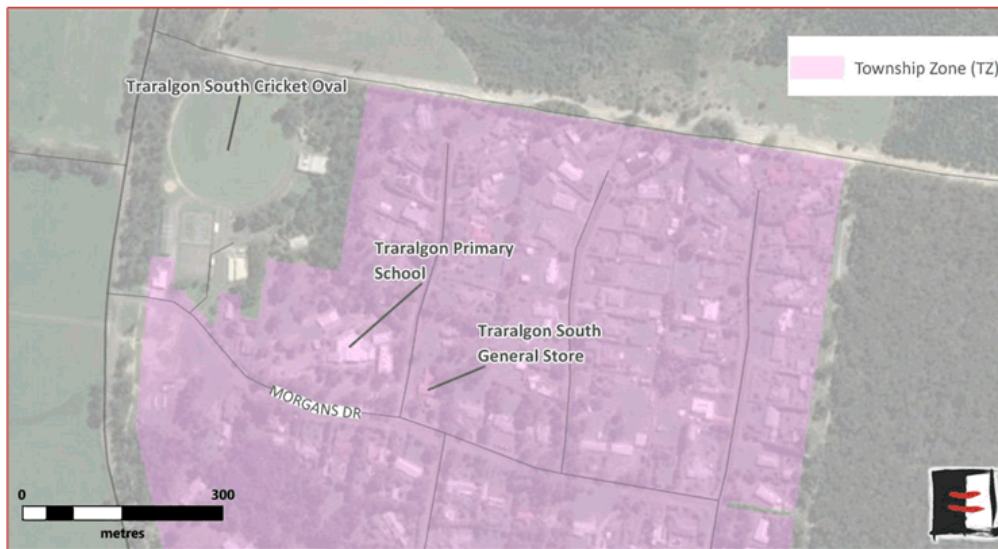 Traralgon South Cricket Oval
Township Zone (TZ)
Traralgon Primary
School
Traralgon South
General Store
MORGANS DR
0 300
metres